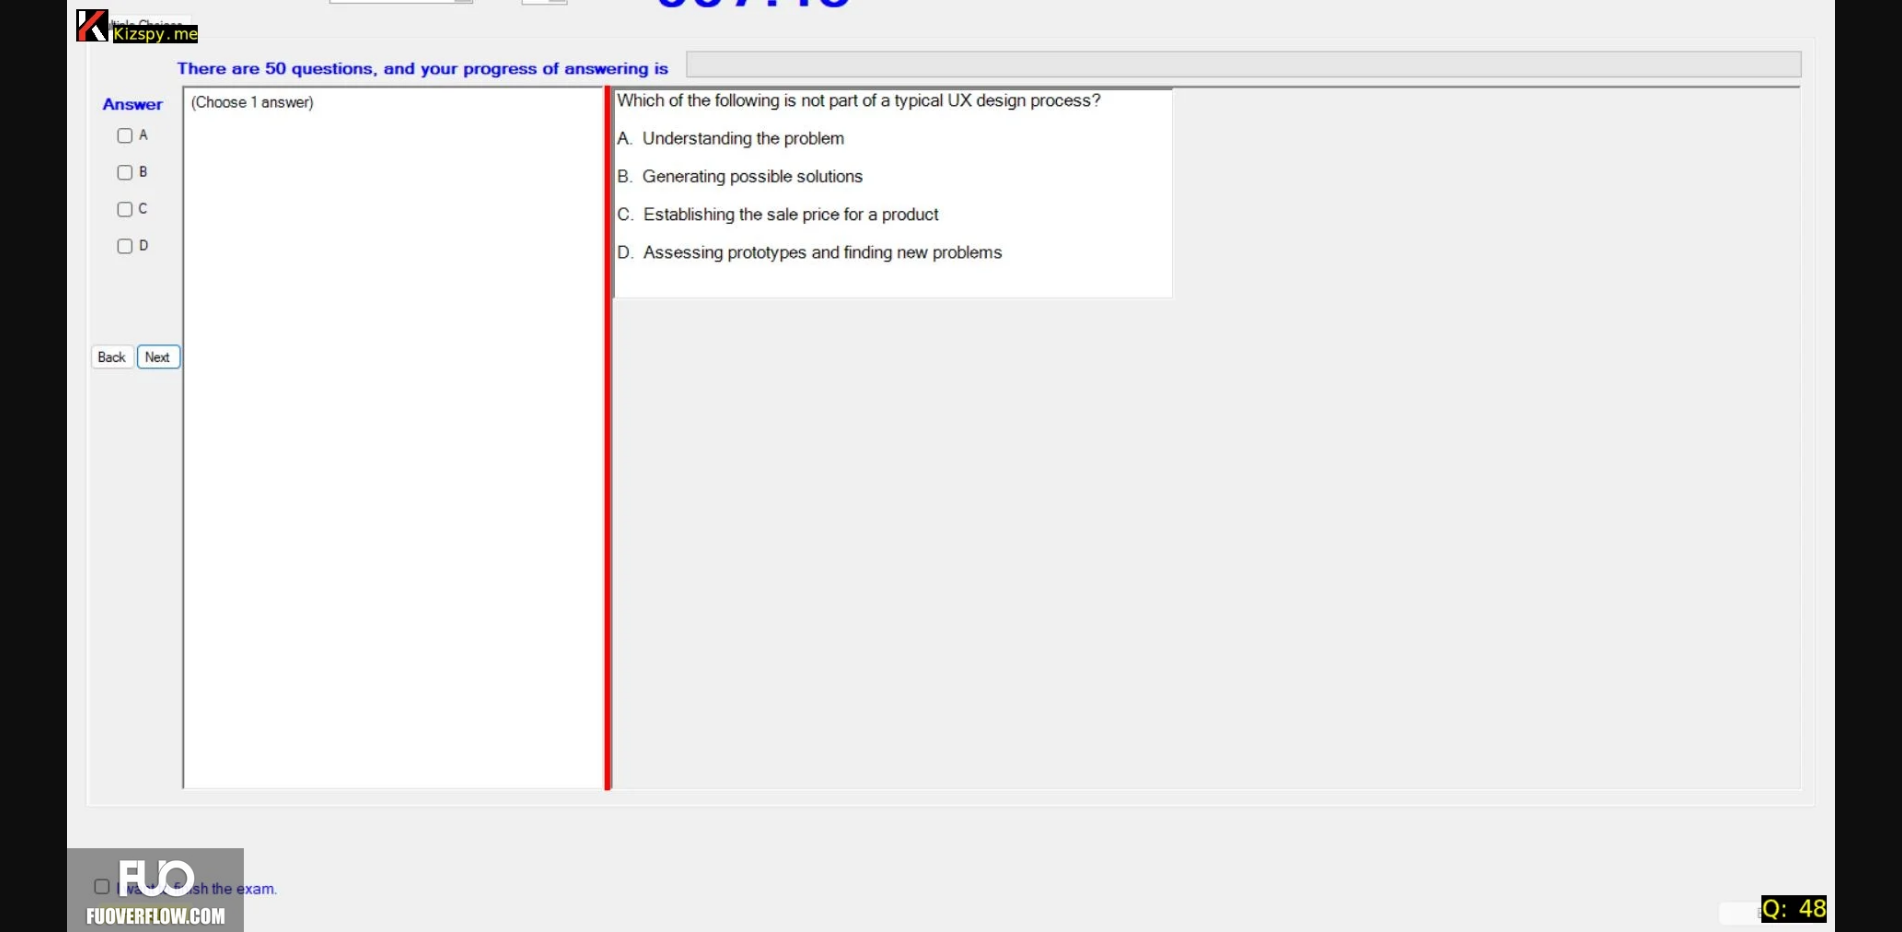 Kizspy.me
There are 50 questions, and your progress of answering is
Answer
(Choose 1 answer)
A
B
C
D
Back
Next
Which of the following is not part of a typical UX design process?
A. Understanding the problem
B. Generating possible solutions
C. Establishing the sale price for a product
D. Assessing prototypes and finding new problems
the exam.
FUO
FUOVERFLOW.COM
Q: 48